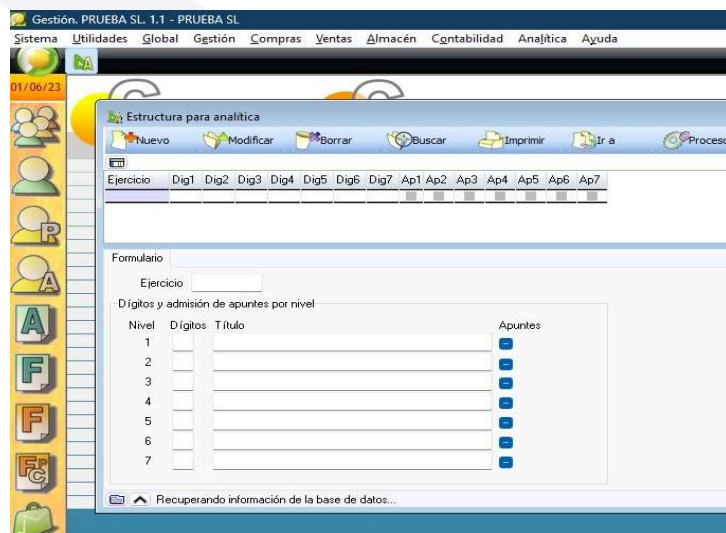 Gestión. PRUEBA SL. 1.1 - PRUEBA SL
Sistema Utilidades Global Gestión Compras Ventas Almacén Contabilidad Analítica Ayuda
A
01/06/23
Estructura para analítica
Nuevo Modificar Borrar Buscar Imprimir Ir a Proceso
Ejercicio Dig1 Dig2 Dig3 Dig4 Dig5 Dig6 Dig7 Ap1 Ap2 Ap3 Ap4 Ap5 Ap6 Ap7
P
A
A
F
F
FPC
Formulario
Ejercicio
Dígitos y admisión de apuntes por nivel
Nivel Dígitos Título Apuntes
1
2
3
4
5
6
7
Recuperando información de la base de datos...